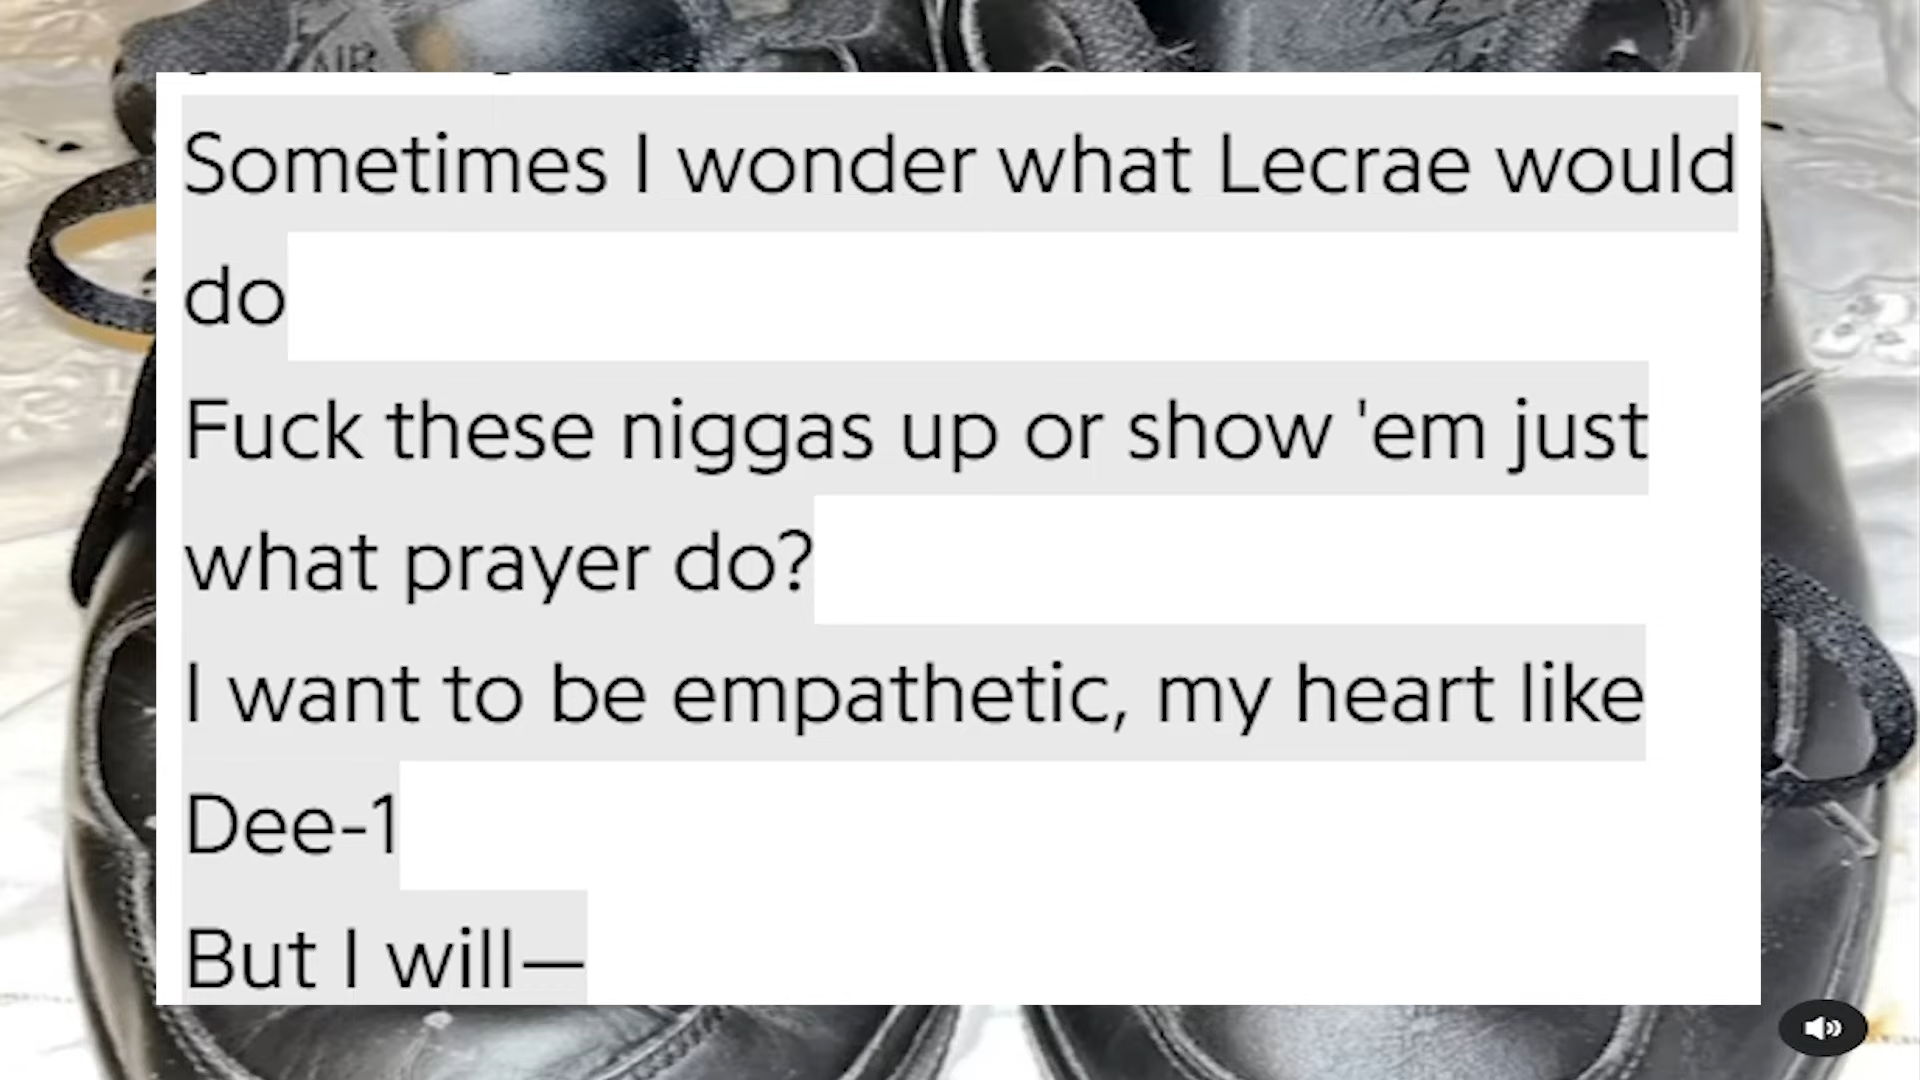 AIR
Sometimes I wonder what Lecrae would
do
Fuck these niggas up or show 'em just
what prayer do?
I want to be empathetic, my heart like
Dee-1
But I will—